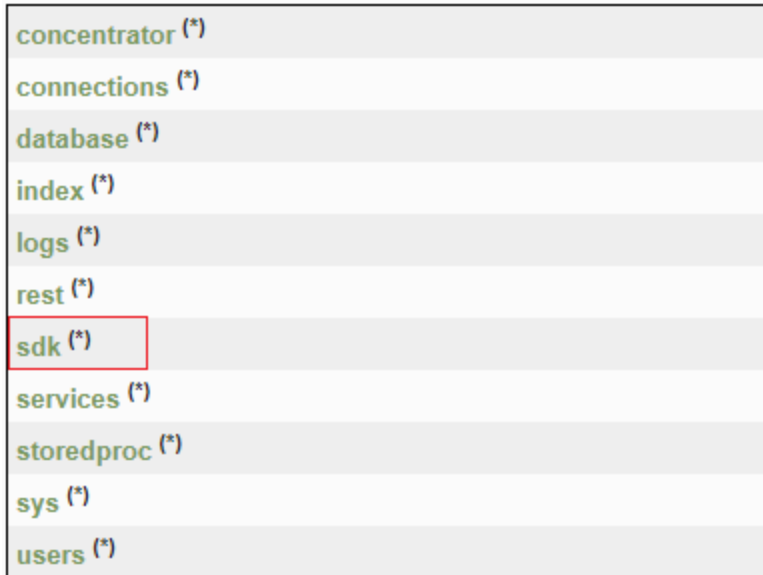 concentrator (*)
connections (*)
database (*)
index (*)
logs (*)
rest (*)
sdk (*)
services (*)
storedproc (*)
sys (*)
users (*)